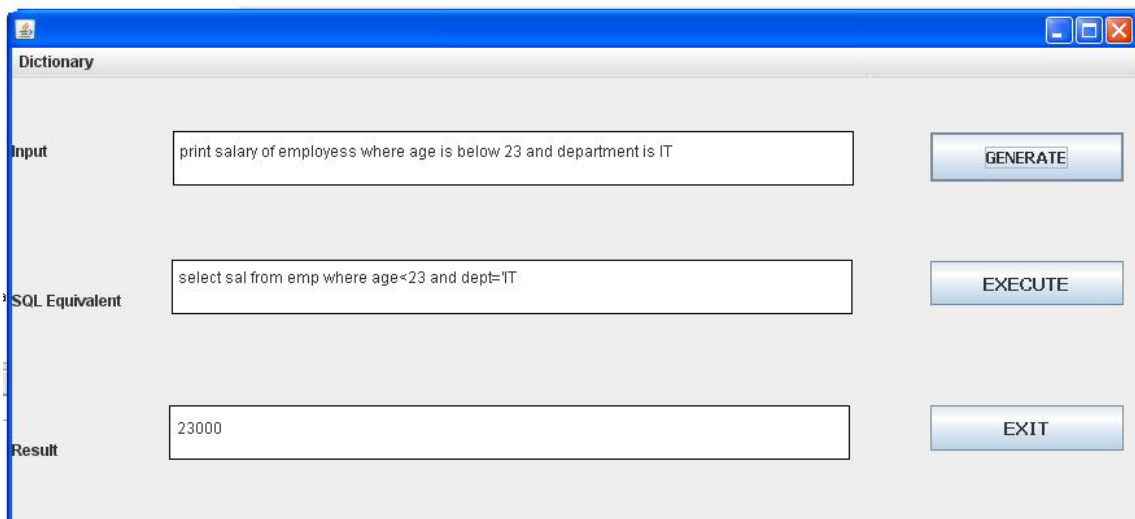 Dictionary
Input
print salary of employess where age is below 23 and department is IT
GENERATE
select sal from emp where age<23 and dept='IT
SQL Equivalent
EXECUTE
23000
Result
EXIT